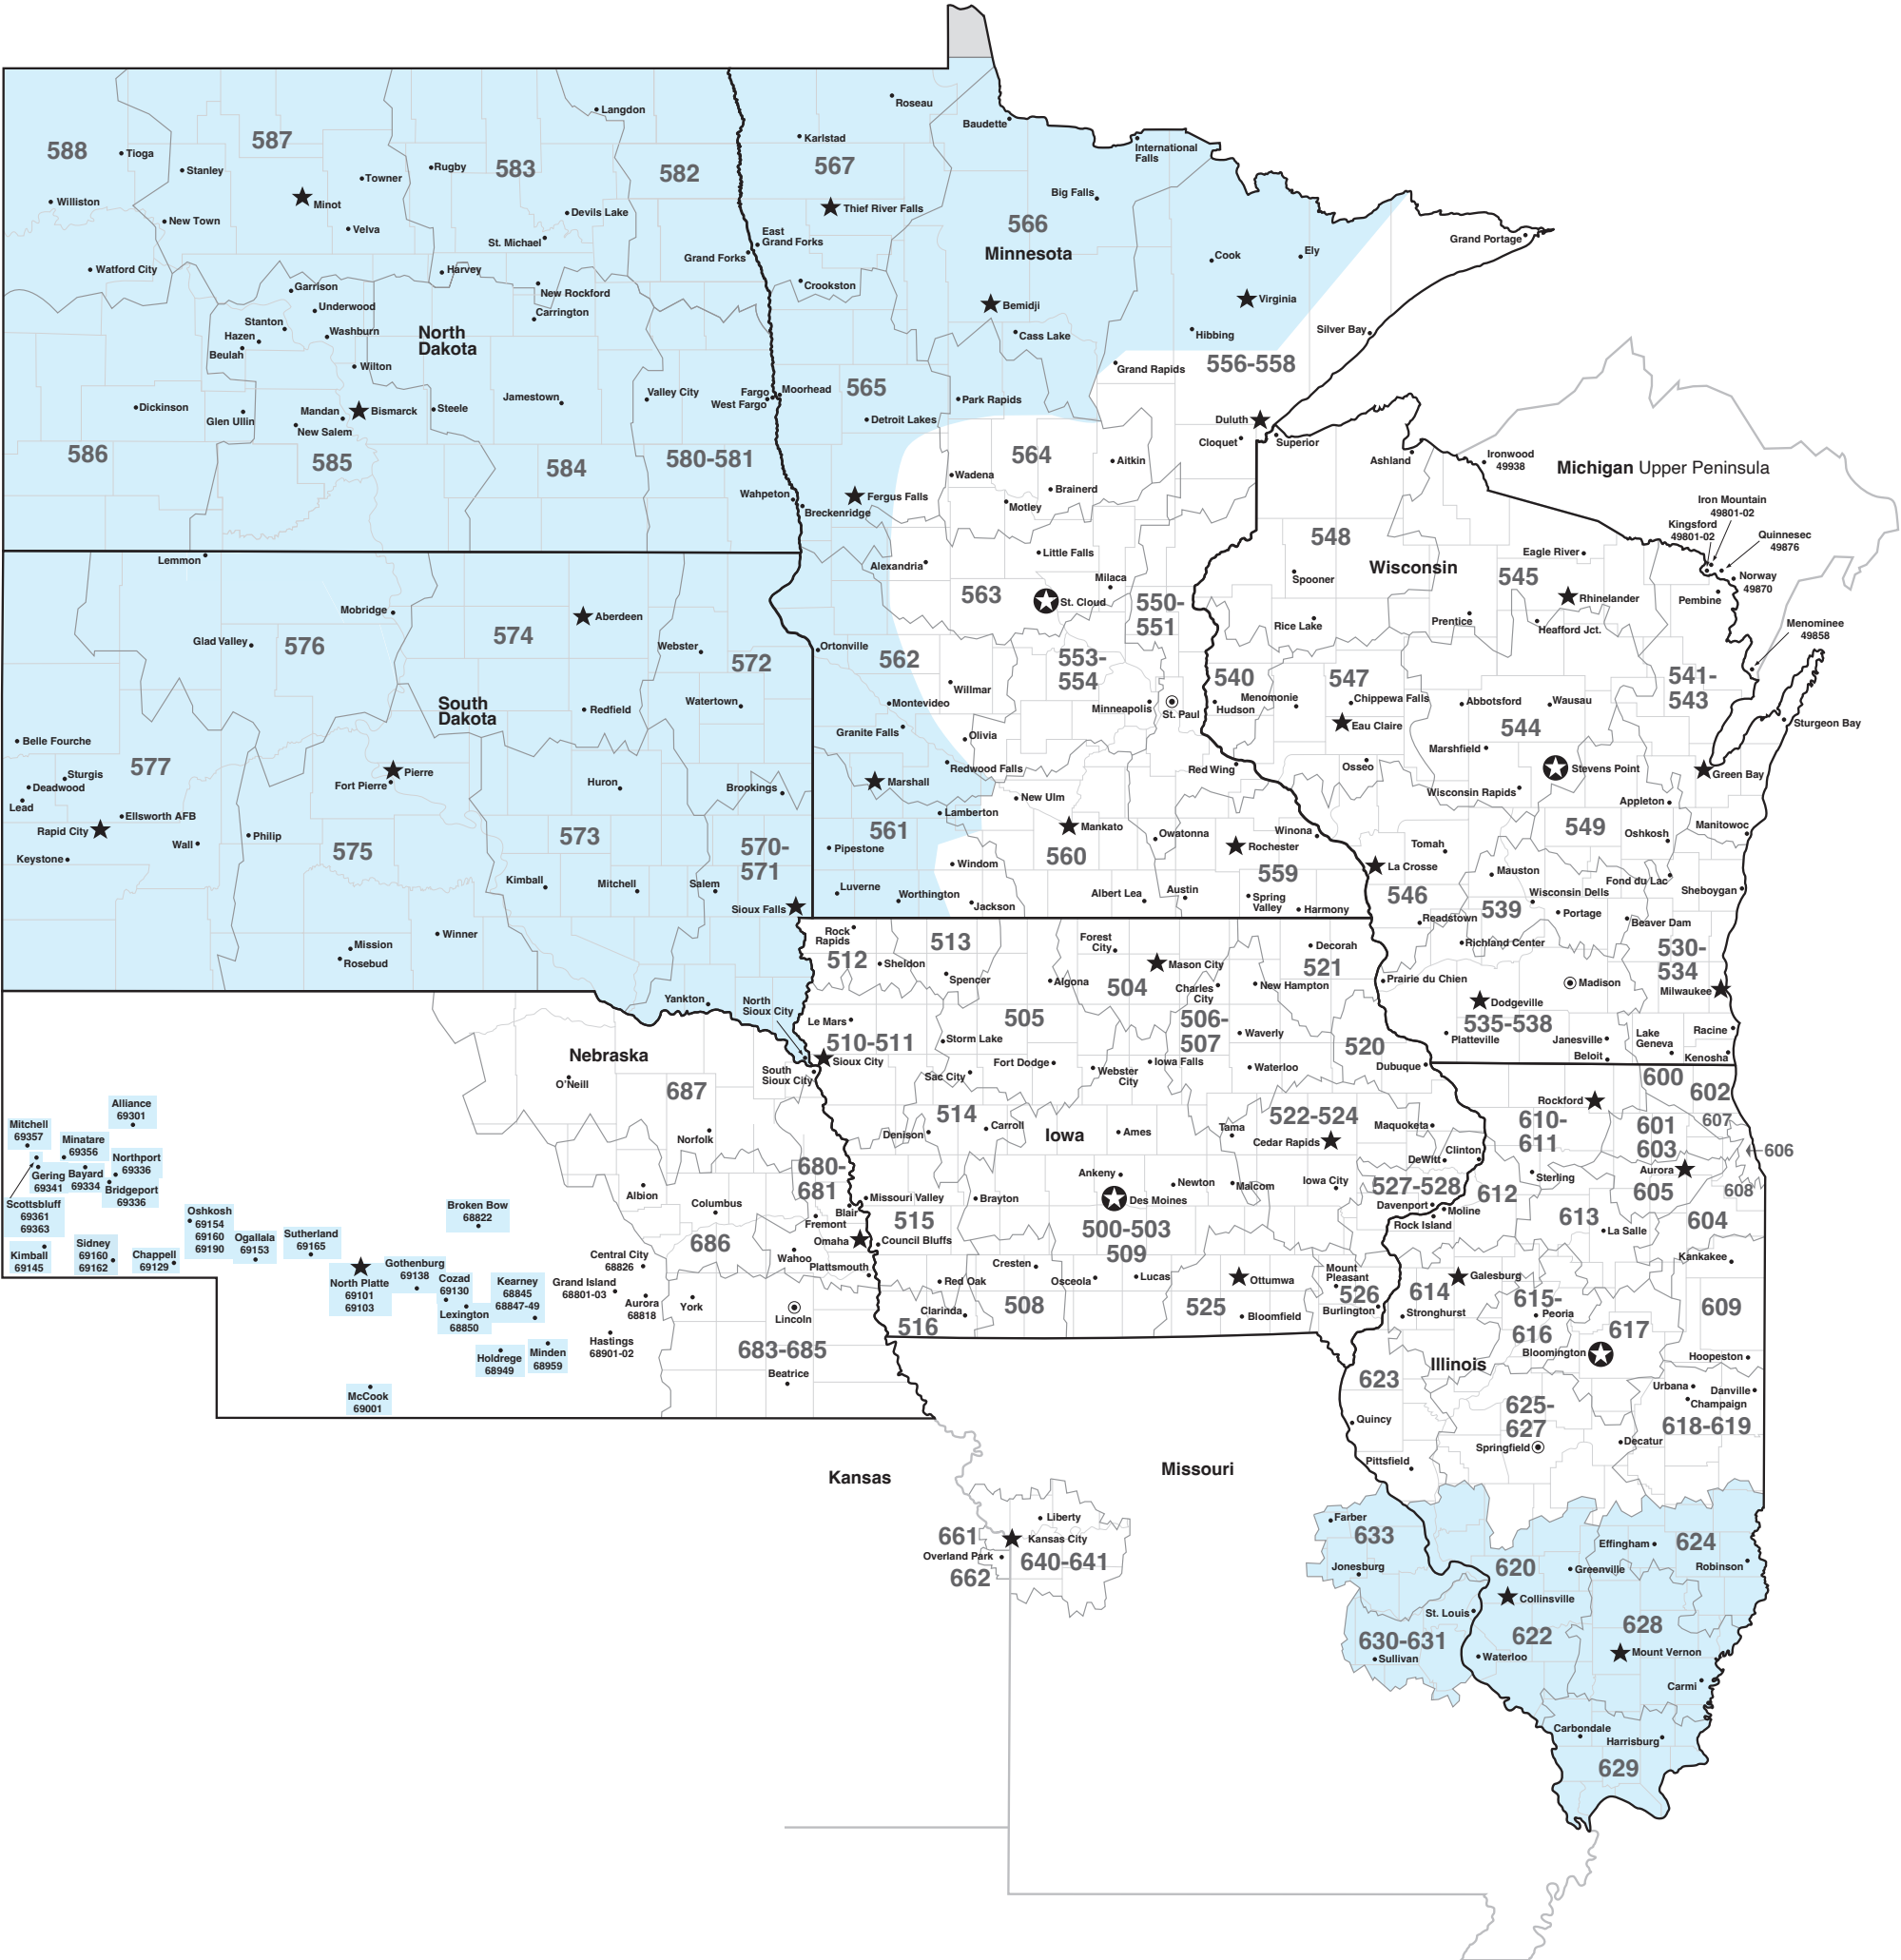 Langdon
Roseau
Baudette
Karlstad
International
Falls
588
587
583
582
567
Tioga
Stanley
Towner
Rugby
Williston
Minot
Devils Lake
Thief River Falls
Big Falls
566
Minnesota
New Town
Velva
St. Michael
East
Grand Forks
Grand Forks
Grand Portage
Cook
Ely
Watford City
Harvey
Garrison
New Rockford
Crookston
Bemidji
Virginia
Underwood
Carrington
Stanton
Washburn
Hazen
Beulah
North
Dakota
Cass Lake
Hibbing
Silver Bay
Wilton
Grand Rapids
556-558
Dickinson
Glen Ullin
Mandan
Bismarck
New Salem
Steele
Jamestown
Valley City
Fargo
West Fargo
Moorhead
565
Park Rapids
Detroit Lakes
Duluth
Cloquet
Superior
586
585
584
580-581
564
Aitkin
Wadena
Brainerd
Motley
Ashland
Ironwood
49938
Michigan Upper Peninsula
Wahpeton
Breckenridge
Fergus Falls
Iron Mountain
49801-02
Kingsford
49801-02
Quinnesec
49876
Norway
49870
Menominee
49858
548
Wisconsin
Eagle River
545
Rhinelander
Pembine
Lemmon
Little Falls
Alexandria
Milaca
563
St. Cloud
550-
551
Spooner
Rice Lake
Prentice
Heafford Jct.
Mobridge
Aberdeen
Glad Valley
576
574
Webster
572
Ortonville
562
553-
554
540
547
541-
543
Willmar
Montevideo
Minneapolis
St. Paul
Hudson
Menomonie
Chippewa Falls
Eau Claire
Abbotsford
Wausau
544
Sturgeon Bay
South
Dakota
Redfield
Watertown
Granite Falls
Olivia
Belle Fourche
577
Sturgis
Deadwood
Lead
Pierre
Fort Pierre
Huron
Brookings
Marshall
Redwood Falls
Red Wing
Osseo
Marshfield
Stevens Point
Green Bay
Wisconsin Rapids
Appleton
Ellsworth AFB
Rapid City
Wall
Philip
Keystone
575
573
570-
571
561
Lamberton
New Ulm
Mankato
560
Owatonna
Rochester
Winona
559
549
Oshkosh
Manitowoc
Pipestone
Windom
Tomah
La Crosse
Mauston
Fond du Lac
Sheboygan
Kimball
Mitchell
Salem
Sioux Falls
Luverne
Worthington
Jackson
Albert Lea
Austin
Spring
Valley
Harmony
546
Wisconsin Dells
539
Portage
Beaver Dam
Readstown
Richland Center
530-
534
Mission
Rosebud
Winner
Rock
Rapids
512
Sheldon
513
Spencer
Algona
Forest
City
504
Mason City
Charles
City
Decorah
521
New Hampton
Prairie du Chien
Madison
Milwaukee
Dodgeville
535-538
Platteville
Janesville
Beloit
Lake
Geneva
Racine
Kenosha
Yankton
North
Sioux City
Le Mars
510-511
Sioux City
South
Sioux City
505
Storm Lake
Sac City
Fort Dodge
Webster
City
506-
507
Iowa Falls
Waverly
Waterloo
520
Dubuque
Nebraska
O'Neill
687
Norfolk
600
602
Rockford
610-
611
601
603
607
606
Aurora
605
608
604
Alliance
69301
Mitchell
69357
Minatare
69356
Northport
69336
Gering
69341
Bayard
69334
Bridgeport
69336
Scottsbluff
69361
69363
Kimball
69145
Sidney
69160
69162
Chappell
69129
Oshkosh
69154
69160
69190
Ogallala
69153
Sutherland
69165
Broken Bow
68822
North Platte
69101
69103
Gothenburg
69138
Cozad
69130
Lexington
68850
Kearney
68845
68847-49
Holdrege
68949
Minden
68959
McCook
69001
Central City
68826
Grand Island
68801-03
Aurora
68818
Hastings
68901-02
680-
681
Albion
Columbus
686
Fremont
Blair
Omaha
Wahoo
Plattsmouth
York
Lincoln
683-685
Beatrice
514
Denison
Carroll
Iowa
Ames
Tama
522-524
Cedar Rapids
Maquoketa
DeWitt
Clinton
Missouri Valley
515
Council Bluffs
Brayton
Ankeny
Des Moines
500-503
509
Newton
Malcom
Iowa City
527-528
Davenport
Moline
Rock Island
612
Sterling
613
La Salle
Kankakee
Red Oak
Creston
Osceola
Lucas
Ottumwa
Mount
Pleasant
526
Burlington
Clarinda
516
508
525
Bloomfield
614
Galesburg
Stronghurst
615-
Peoria
616
617
Bloomington
609
Hoopeston
Illinois
623
Urbana
Danville
Champaign
618-619
625-
627
Springfield
Decatur
Quincy
Pittsfield
Kansas
Missouri
661
Overland Park
662
Liberty
Kansas City
640-641
Farber
633
Jonesburg
620
Greenville
Effingham
624
Robinson
Collinsville
St. Louis
630-631
Sullivan
622
Waterloo
628
Mount Vernon
Carmi
Carbondale
Harrisburg
629